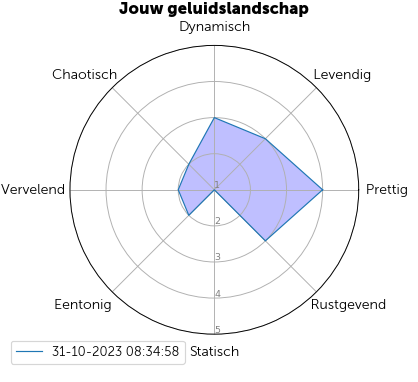 Jouw geluidslandschap
Dynamisch
Chaotisch
Levendig
Vervelend
1
Prettig
2
3
4
Eentonig
Rustgevend
5
31-10-2023 08:34:58
Statisch